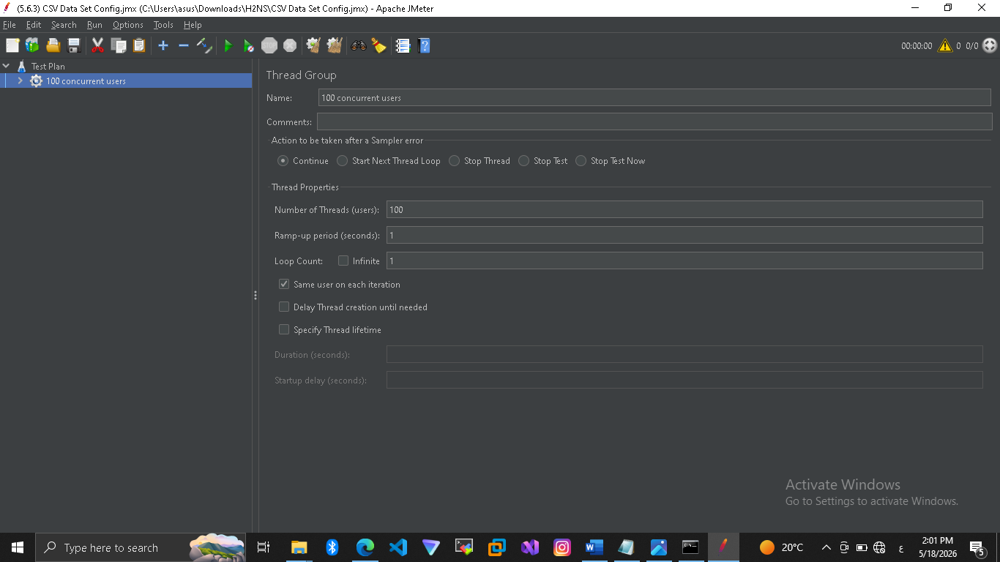 (5.6.3) CSV Data Set Config.jmx (C:\Users\asus\Downloads\H2NS\CSV Data Set Config.jmx) - Apache JMeter
File Edit Search Run Options Tools Help
STOP 00:00:00 0 0/0
Test Plan
100 concurrent users
Thread Group
Name: 100 concurrent users
Comments:
Action to be taken after a Sampler error
Continue Start Next Thread Loop Stop Thread Stop Test Stop Test Now
Thread Properties
Number of Threads (users): 100
Ramp-up period (seconds): 1
Loop Count: Infinite 1
Same user on each iteration
Delay Thread creation until needed
Specify Thread lifetime
Duration (seconds):
Startup delay (seconds):
Activate Windows
Go to Settings to activate Windows.
Type here to search 20°C ع 2:01 PM
5/18/2026 5